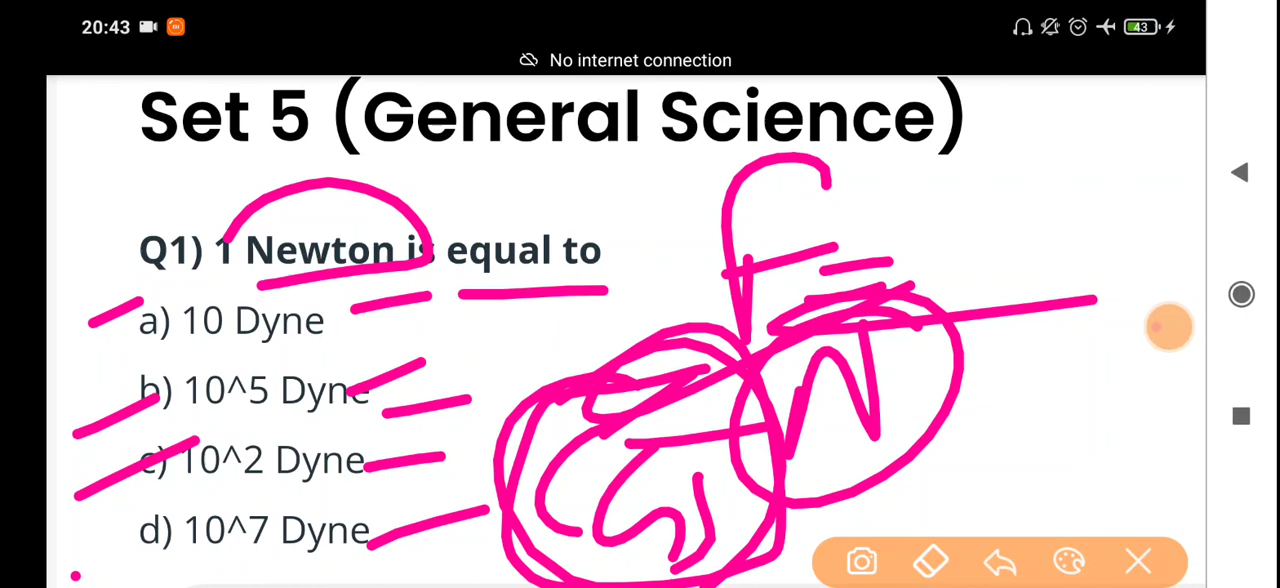 20:43
43
No internet connection
Set 5 (General Science)
Q1) 1 Newton is equal to
a) 10 Dyne
b) 10^5 Dyne
c) 10^2 Dyne
d) 10^7 Dyne
N